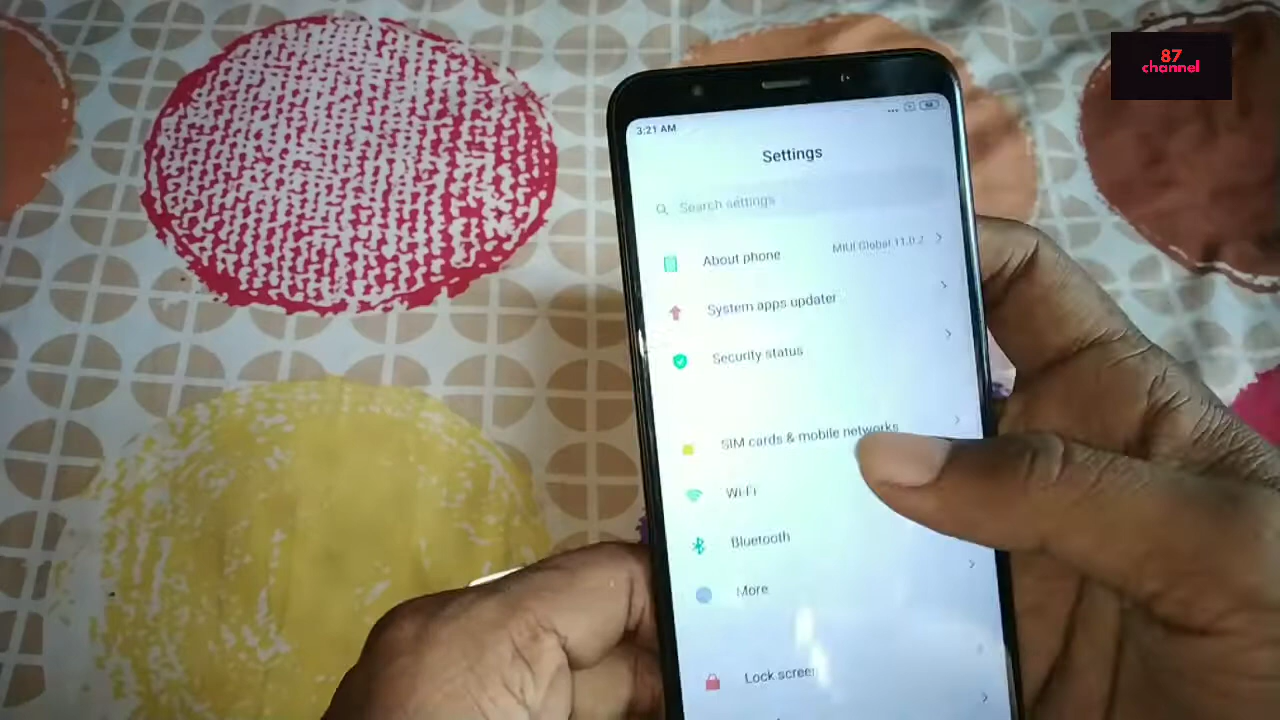 87
channel
3:21 AM
Settings
Search settings
About phone
MIUI Global 11.0.2
System apps updater
Security status
SIM cards & mobile networks
Wi-Fi
Bluetooth
More
Lock screen